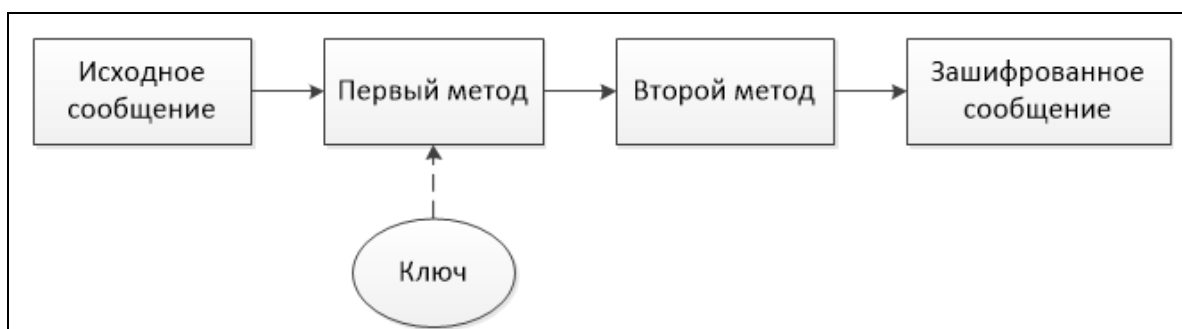 Исходное
сообщение
Первый метод
Второй метод
Зашифрованное
сообщение
Ключ